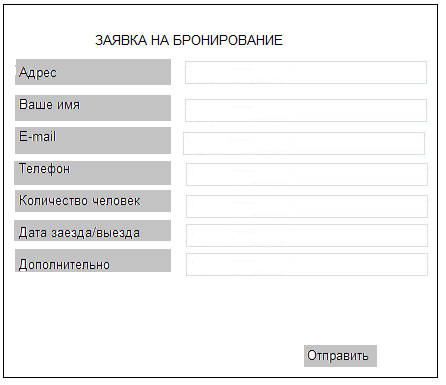 ЗАЯВКА НА БРОНИРОВАНИЕ
Адрес
Ваше имя
E-mail
Телефон
Количество человек
Дата заезда/выезда
Дополнительно
Отправить